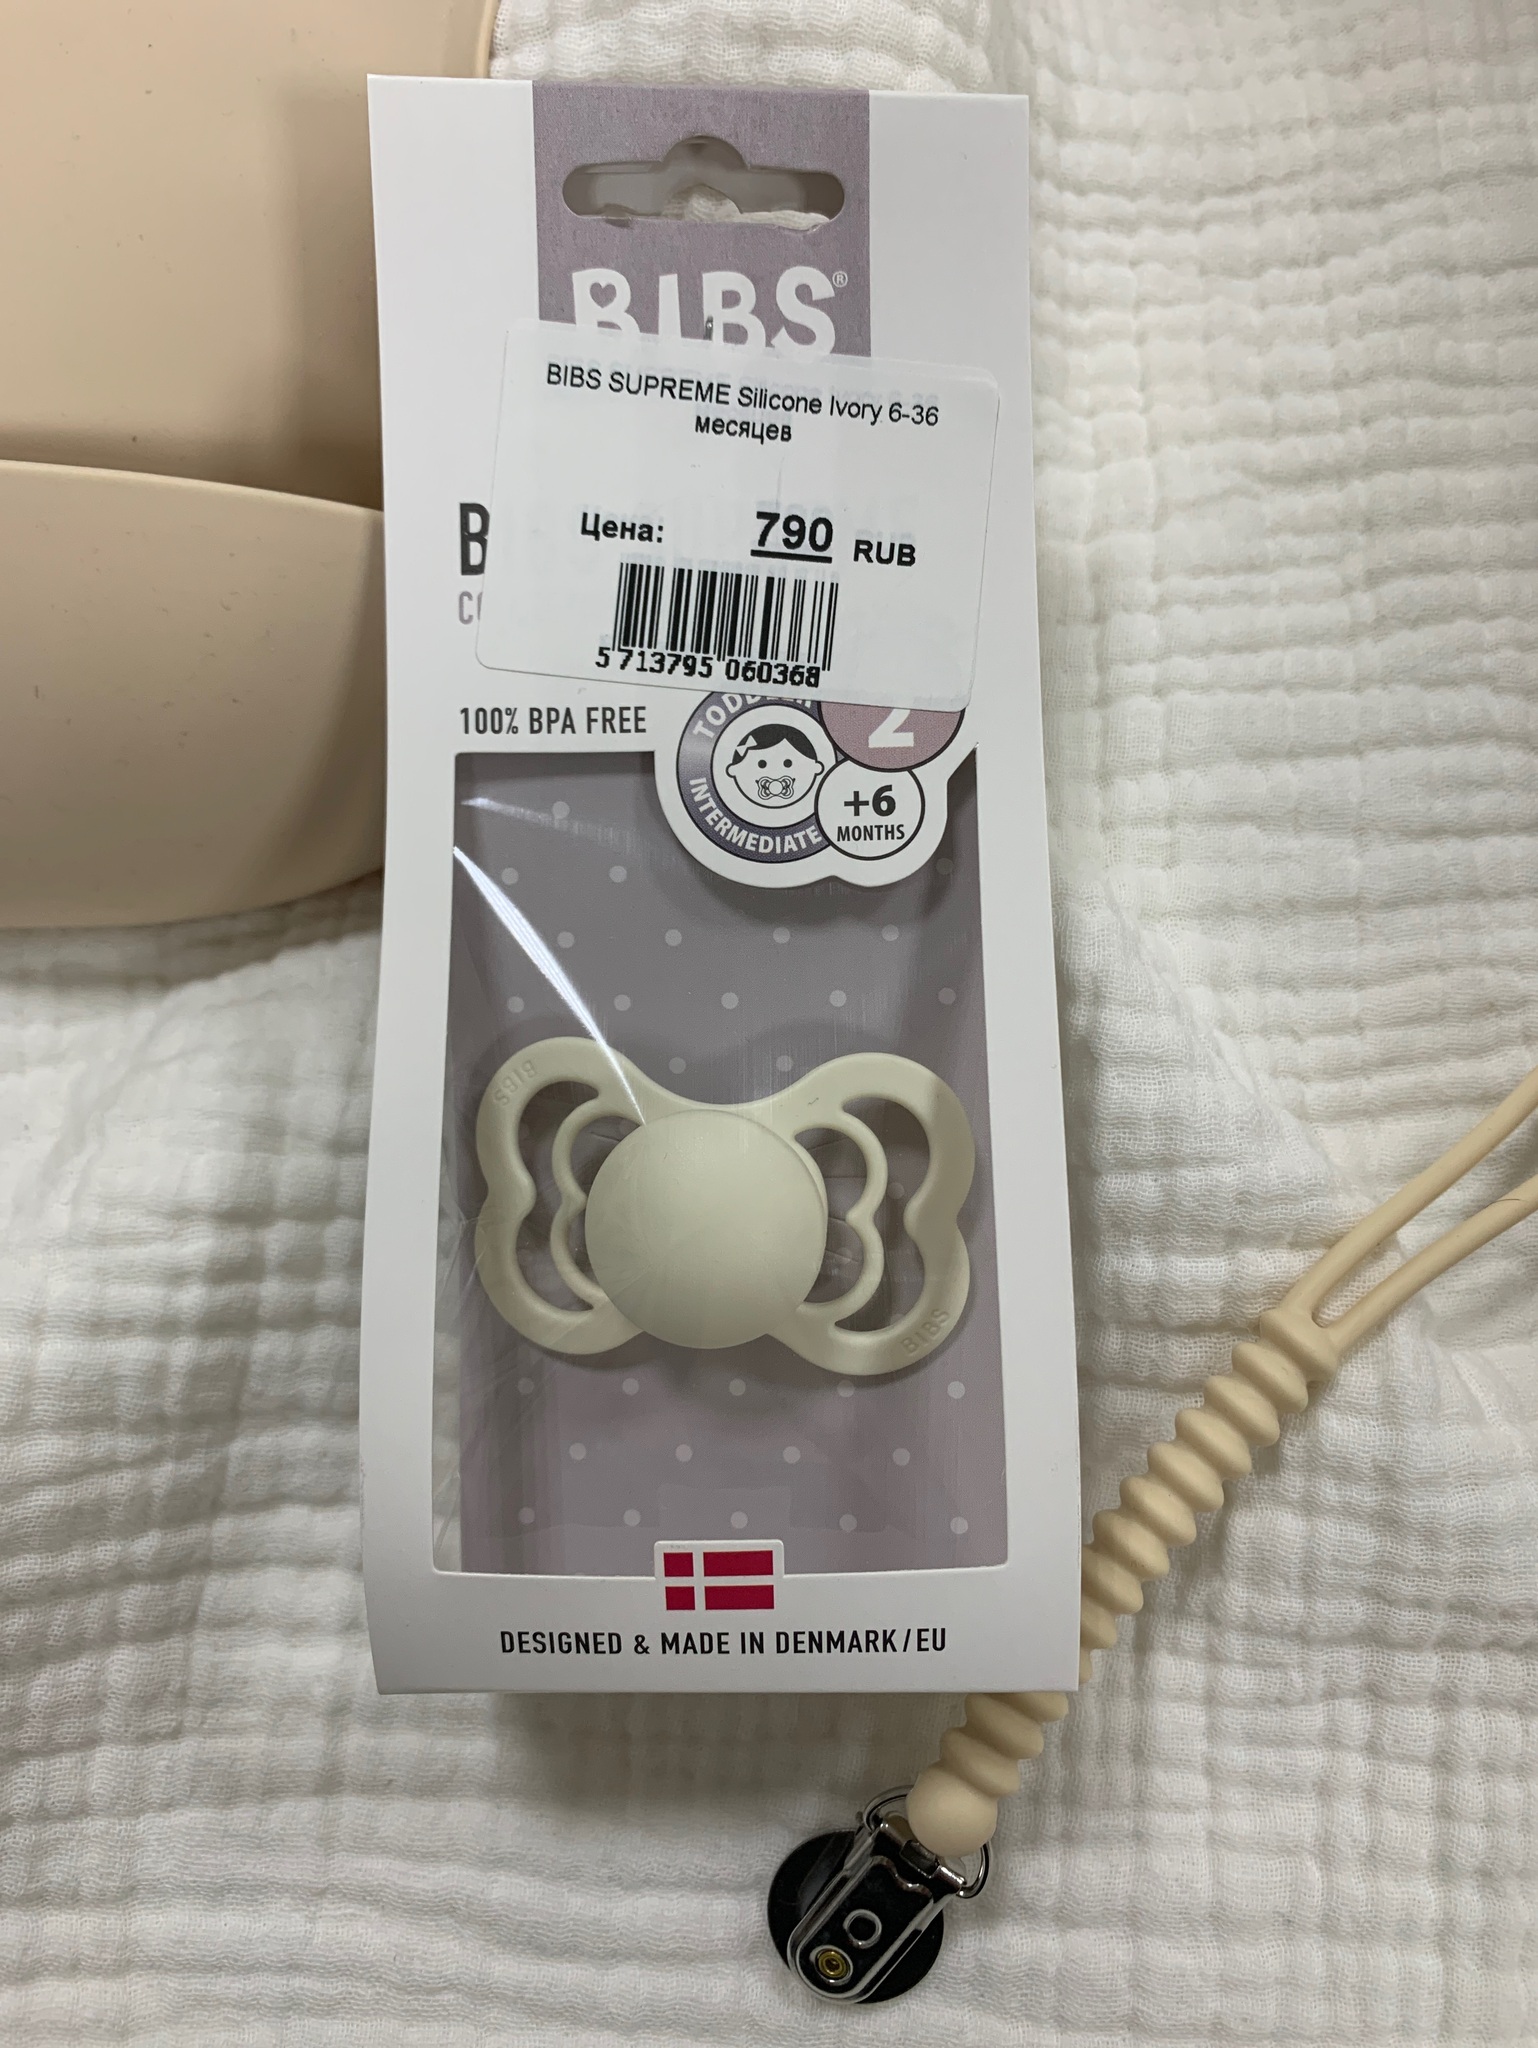 BIBS®
BIBS SUPREME Silicone Ivory 6-36
месяцев
Цена: 790 RUB
5 713795 060368
100% BPA FREE
2
INTERMEDIATE
+6
MONTHS
BIBS
BIBS
DESIGNED & MADE IN DENMARK/EU